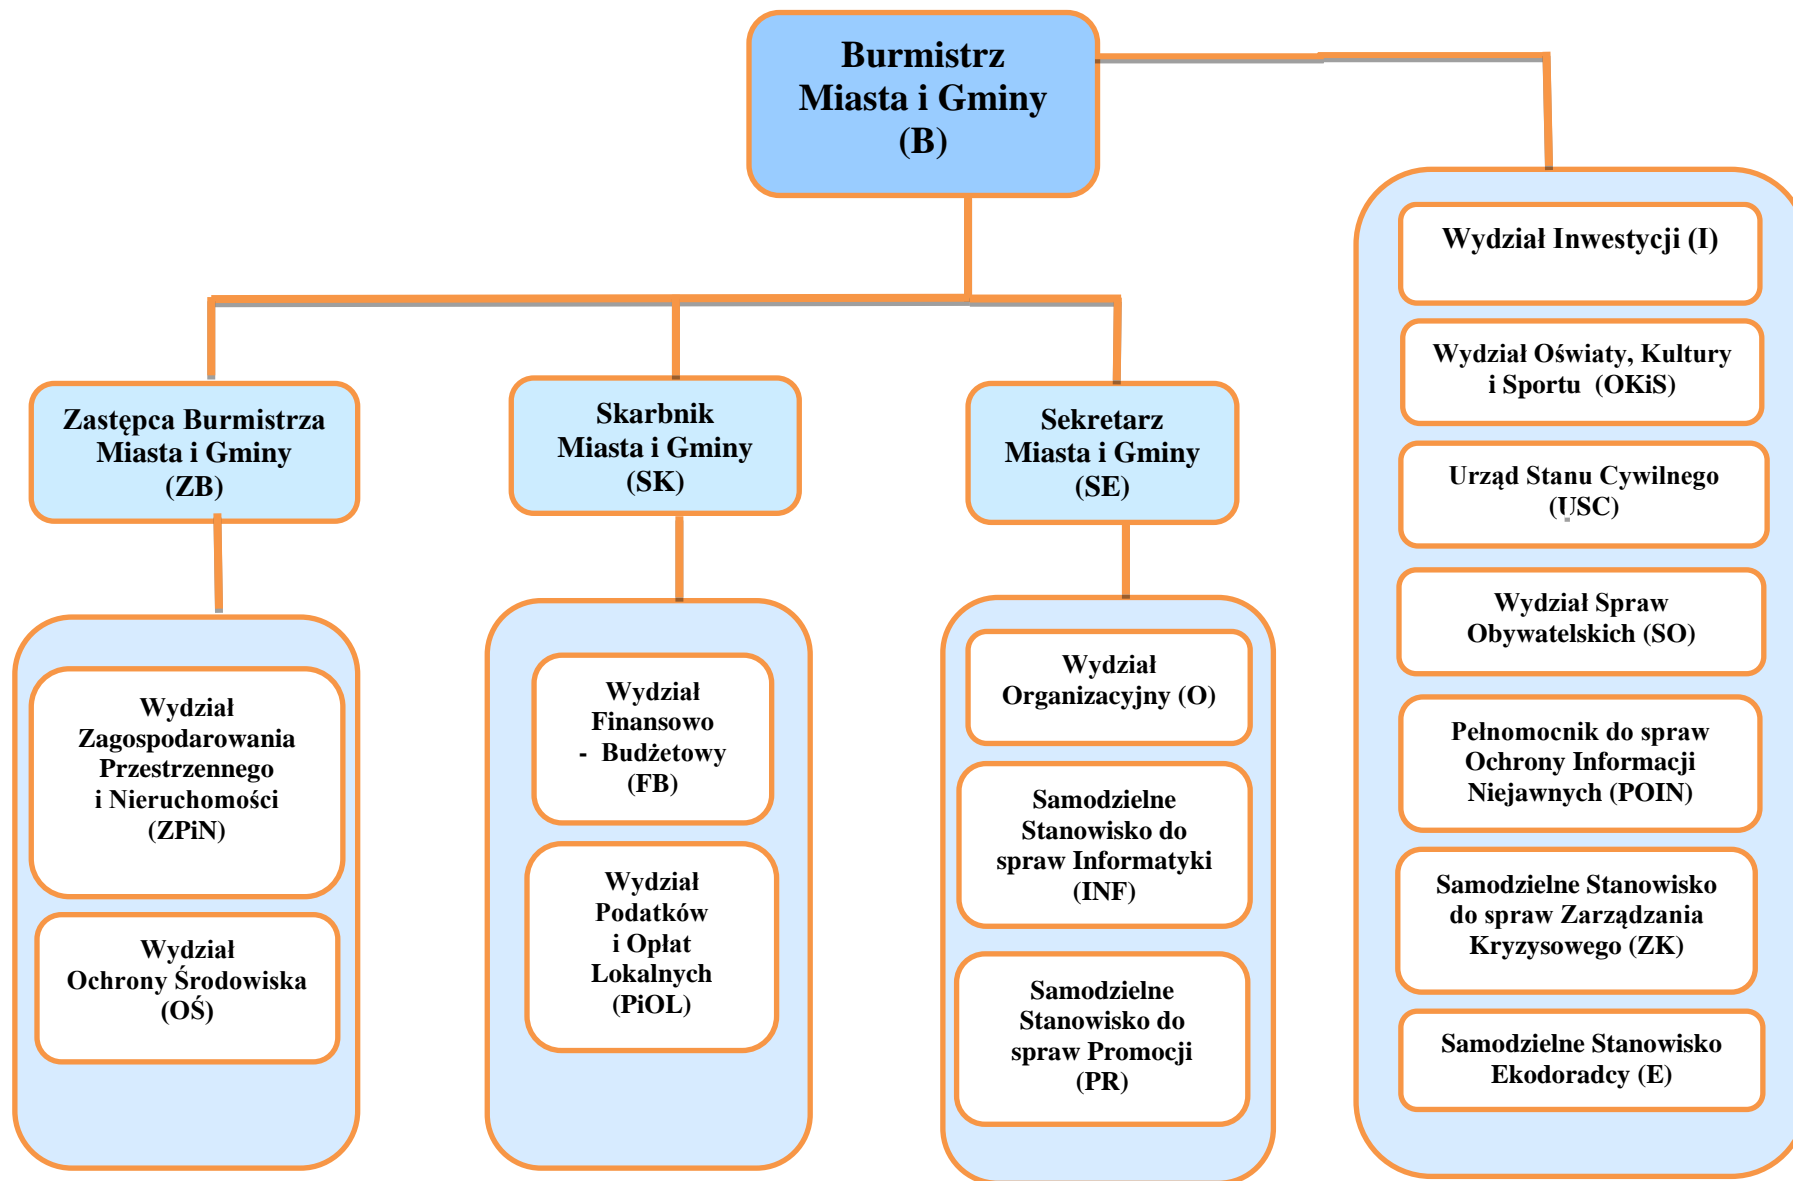 Burmistrz
Miasta i Gminy
(B)
Zastępca Burmistrza
Miasta i Gminy
(ZB)
Wydział
Zagospodarowania
Przestrzennego
i Nieruchomości
(ZPiN)
Wydział
Ochrony Środowiska
(OŚ)
Skarbnik
Miasta i Gminy
(SK)
Wydział
Finansowo
- Budżetowy
(FB)
Wydział
Podatków
i Opłat
Lokalnych
(PiOL)
Sekretarz
Miasta i Gminy
(SE)
Wydział
Organizacyjny (O)
Samodzielne
Stanowisko do
spraw Informatyki
(INF)
Samodzielne
Stanowisko do
spraw Promocji
(PR)
Wydział Inwestycji (I)
Wydział Oświaty, Kultury
i Sportu (OKiS)
Urząd Stanu Cywilnego
(USC)
Wydział Spraw
Obywatelskich (SO)
Pełnomocnik do spraw
Ochrony Informacji
Niejawnych (POIN)
Samodzielne Stanowisko
do spraw Zarządzania
Kryzysowego (ZK)
Samodzielne Stanowisko
Ekodoradcy (E)